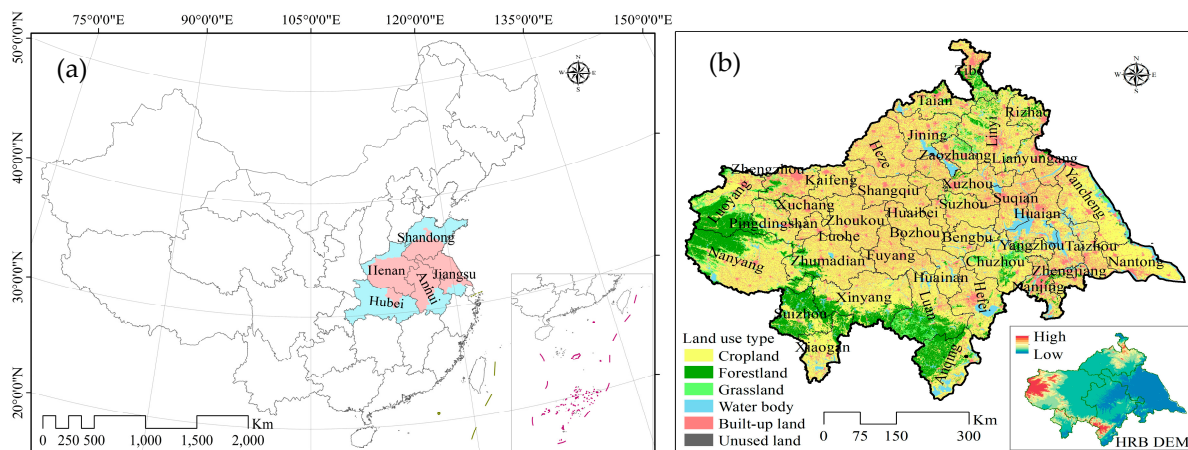 75°0'0"E 90°0'0"E 105°0'0"E 120°0'0"E 135°0'0"E 150°0'0"E
50°0'0"N
40°0'0"N
30°0'0"N
20°0'0"N
(a)
N
W E
S
Shandong
Henan
Jiangsu
Anhui
Hubei
Km
0 250 500 1,000 1,500 2,000
(b)
N
W E
S
Zibo
Taian
Rizhao
Linyi
Jining
Heze
Zaozhuang
Lianyungang
Zhengzhou
Kaifeng
Shangqiu
Xuzhou
Yancheng
Luoyang
Xuchang
Suzhou
Suqian
Pingdingshan
Zhoukou
Huaibei
Huaian
Luohe
Bozhou
Bengbu
Yangzhou
Taizhou
Nanyang
Zhumadian
Fuyang
Chuzhou
Nantong
Huainan
Zhengjiang
Nanjing
Xinyang
Luan
Hefei
Suizhou
Xiaogan
Anqing
Land use type
Cropland
Forestland
Grassland
Water body
Built-up land
Unused land
Km
0 75 150 300
High
Low
HRB DEM